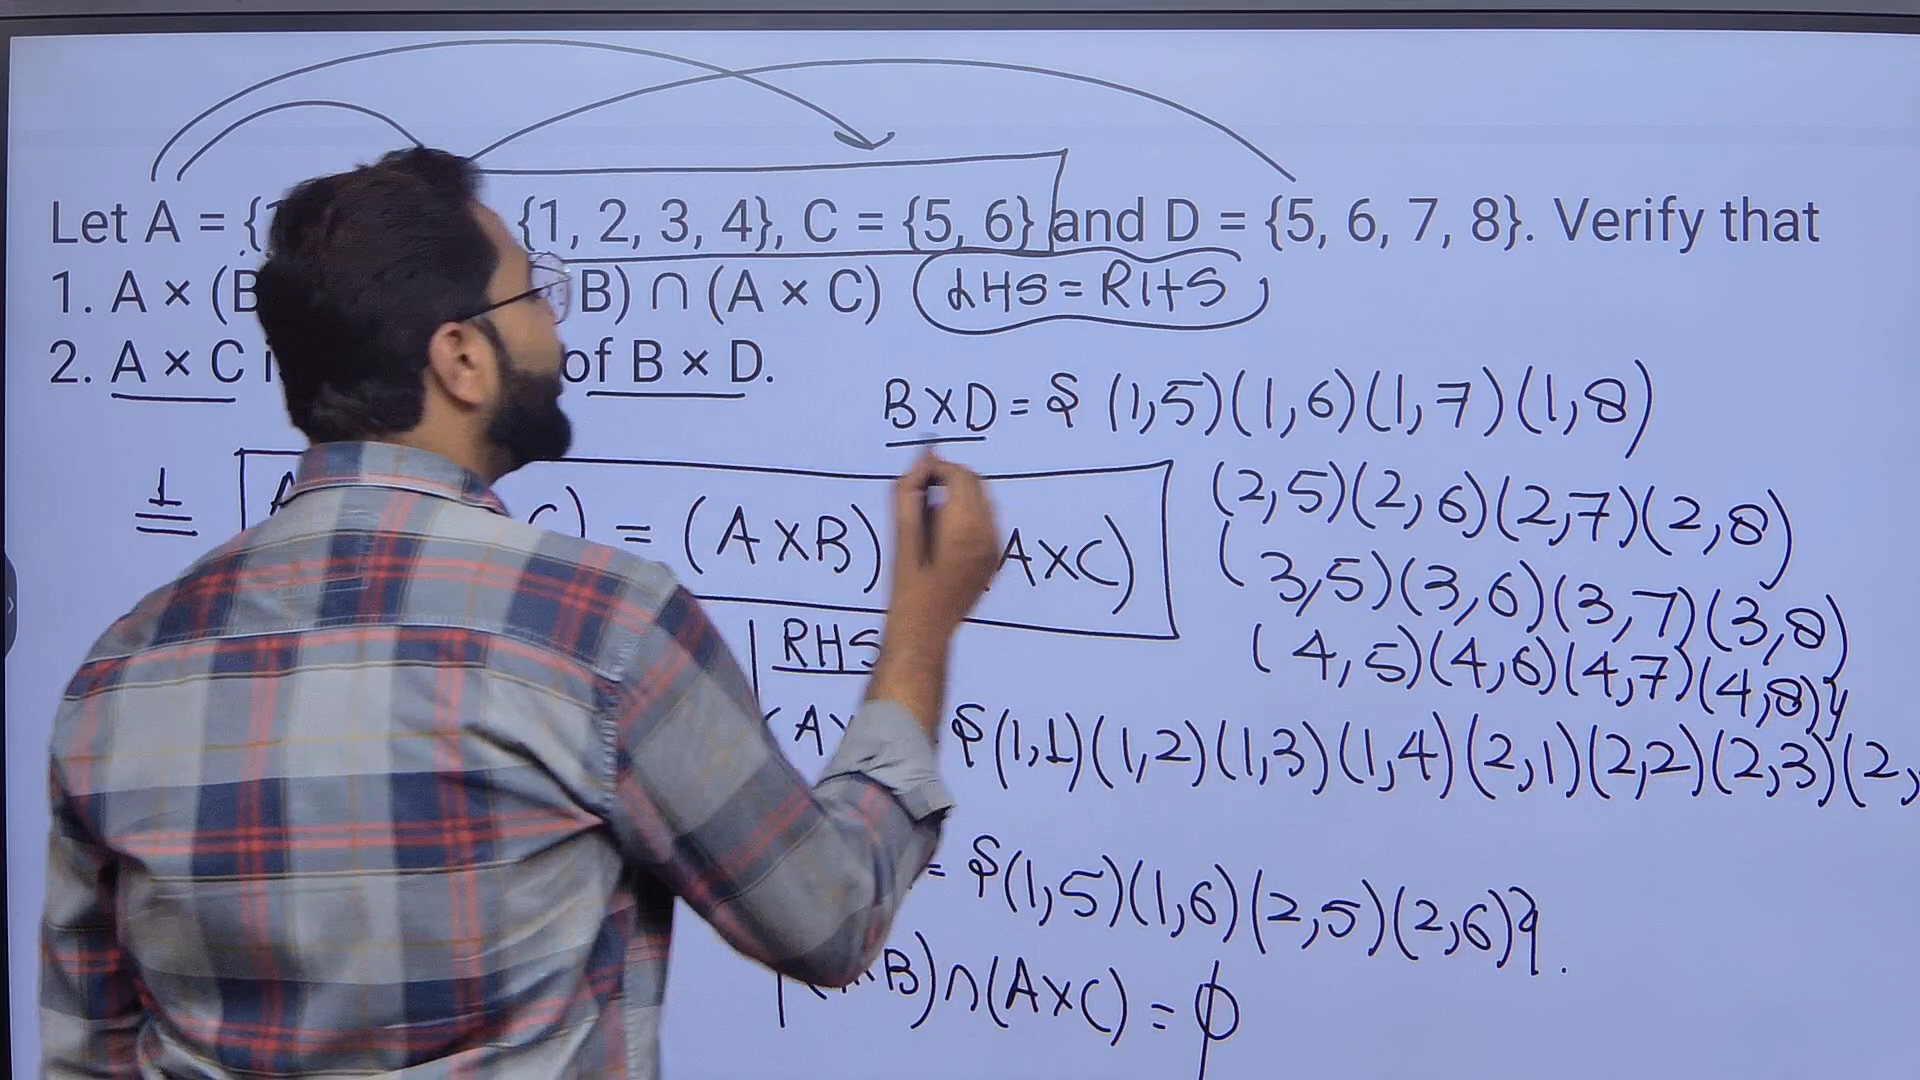 Let A = {1 {1, 2, 3, 4}, C = {5, 6} and D = {5, 6, 7, 8}. Verify that
1. A × (B B) ∩ (A × C) LHS = RHS
2. A × C of B × D.
B×D = { (1,5)(1,6)(1,7)(1,8)
(2,5)(2,6)(2,7)(2,8)
(3,5)(3,6)(3,7)(3,8)
(4,5)(4,6)(4,7)(4,8)}
1 C) = (A×B) A×C)
RHS
A = {(1,1)(1,2)(1,3)(1,4)(2,1)(2,2)(2,3)(2,
= {(1,5)(1,6)(2,5)(2,6)}.
×B)∩(A×C) = ϕ